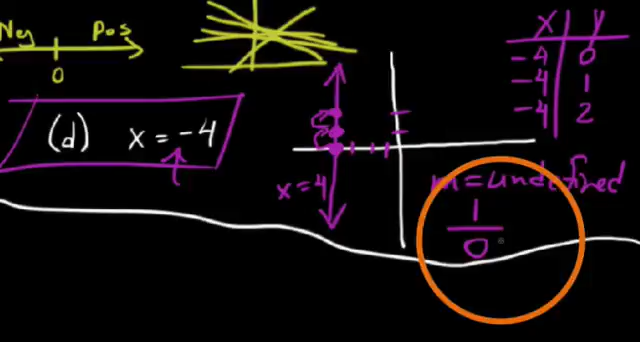 Neg Pos
0
(d) x = -4
x = 4
x y
-4 0
-4 1
-4 2
m = undefined
1
0